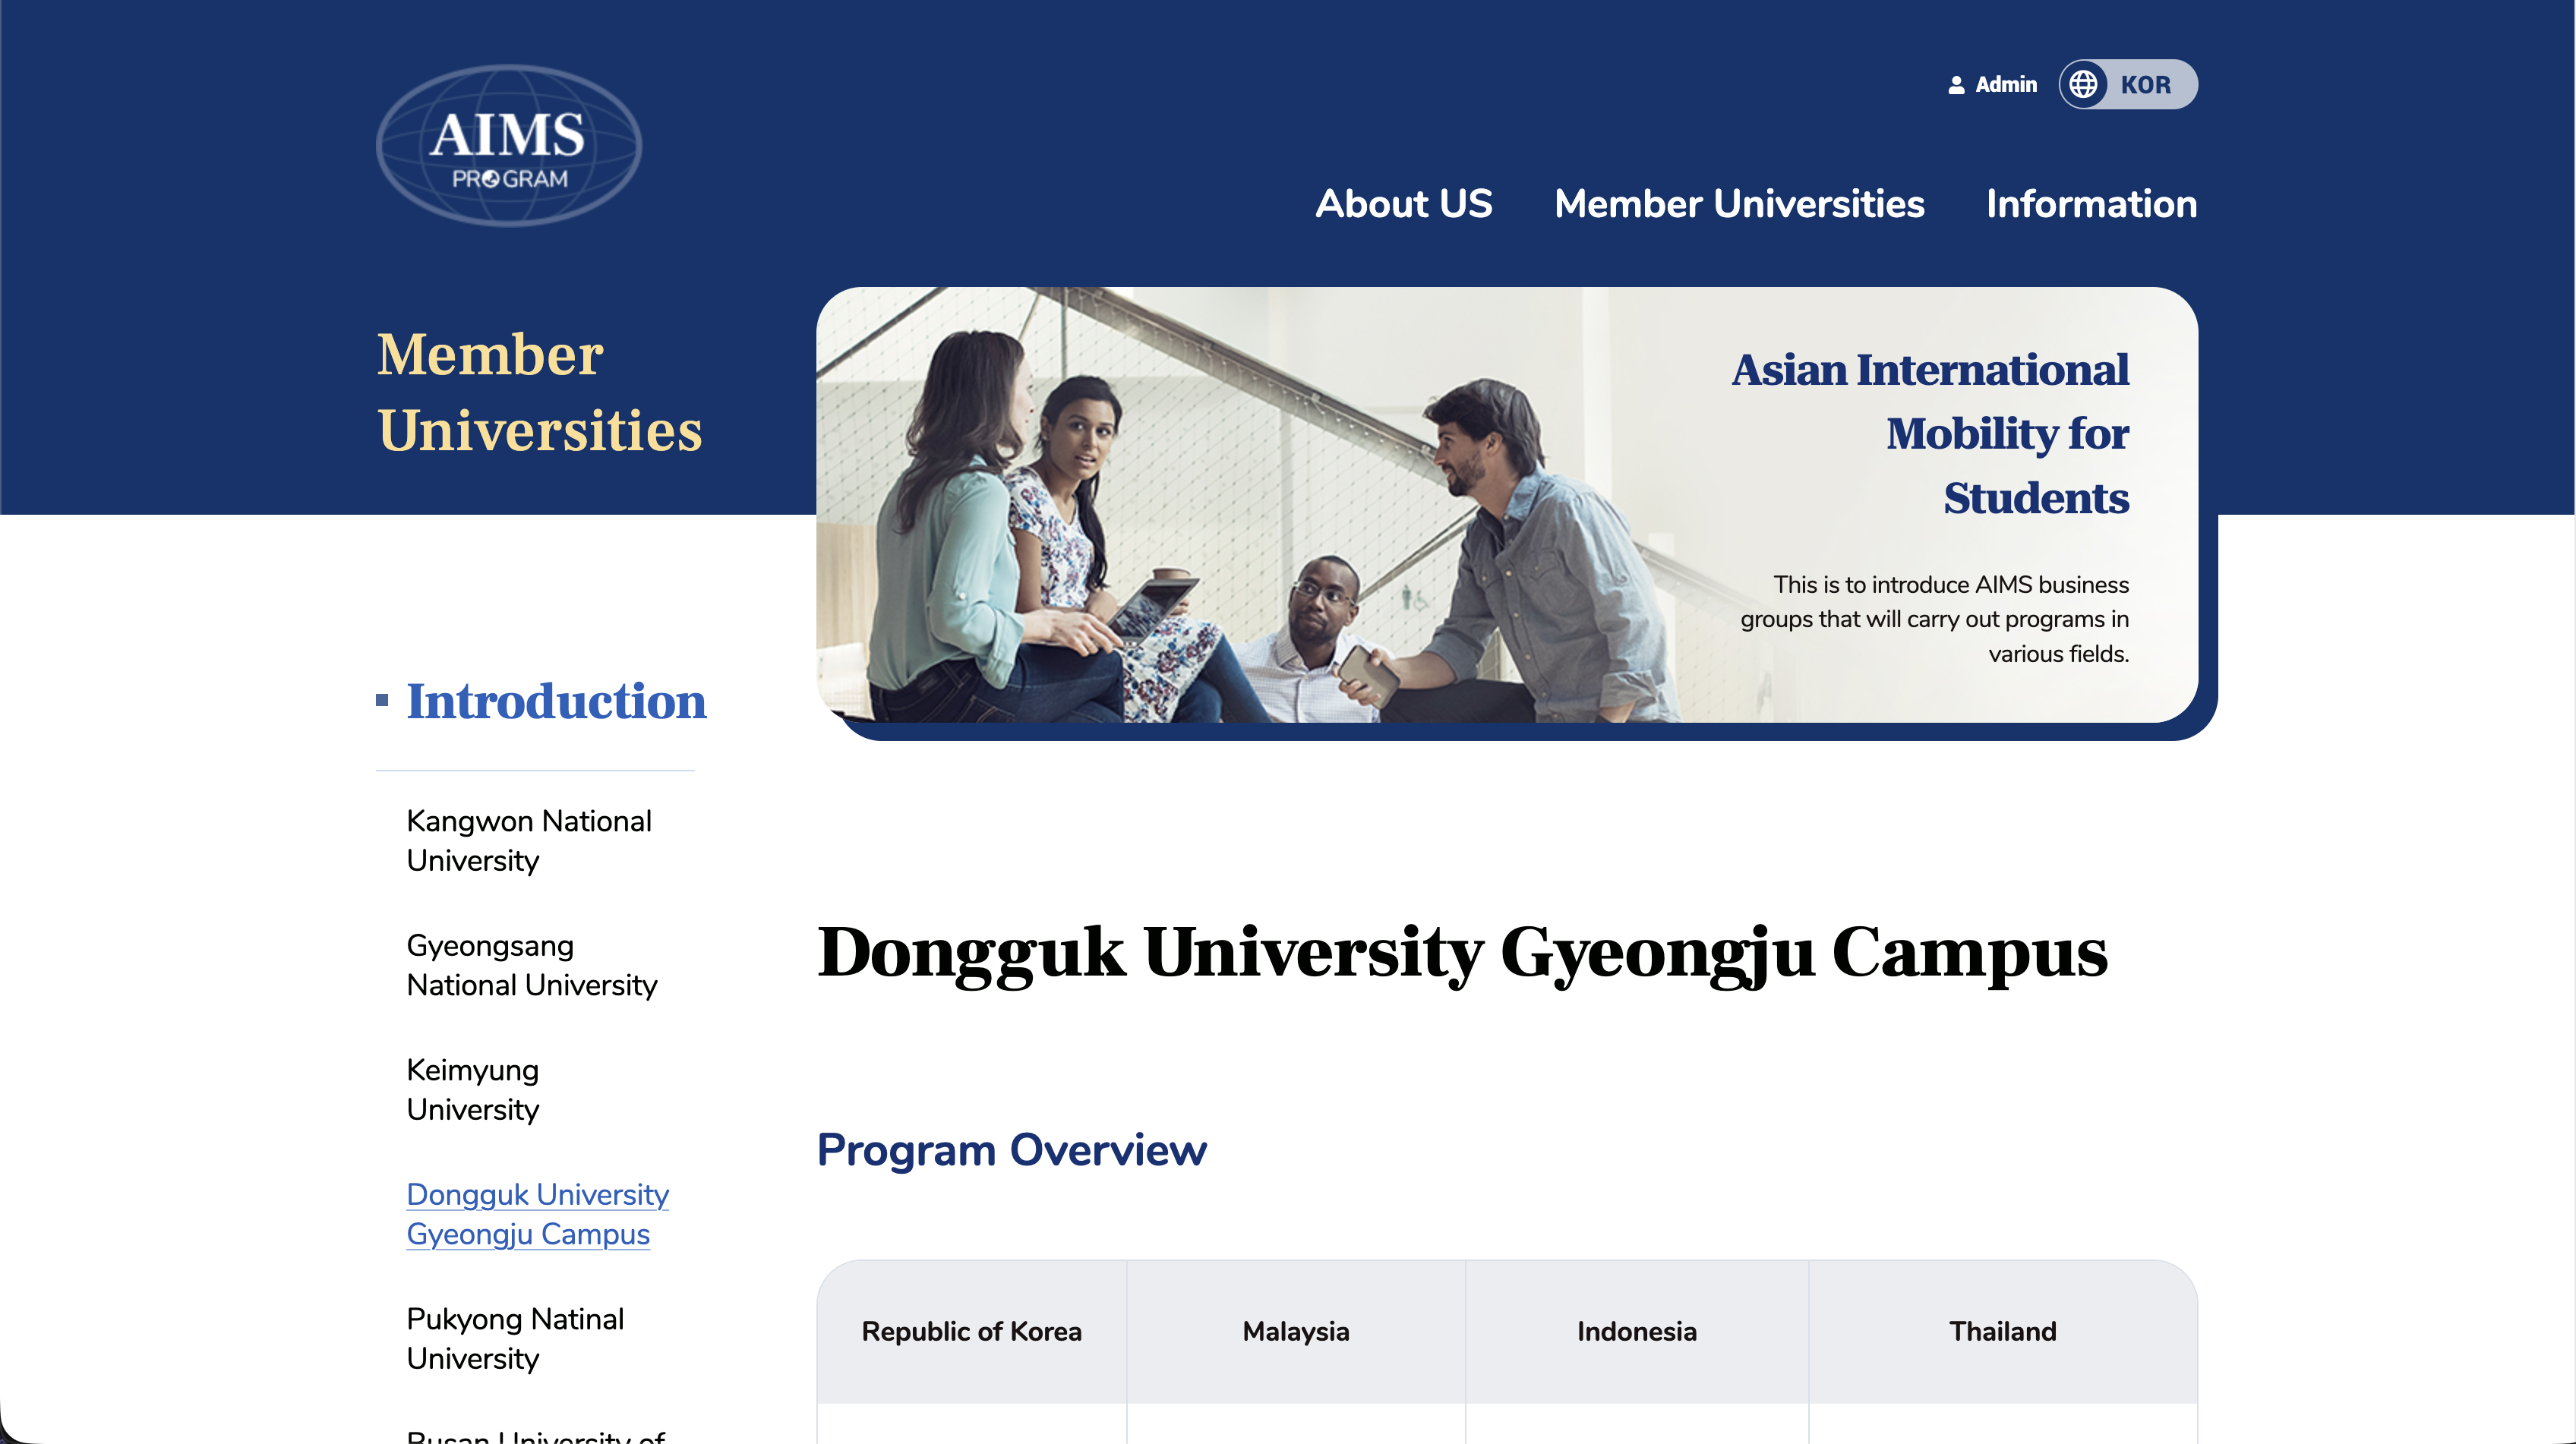 AIMS
PROGRAM
Admin
KOR
About US Member Universities Information
Member
Universities
Asian International
Mobility for
Students
This is to introduce AIMS business
groups that will carry out programs in
various fields.
Introduction
Kangwon National
University
Gyeongsang
National University
Keimyung
University
Dongguk University
Gyeongju Campus
Pukyong Natinal
University
Busan University of
Dongguk University Gyeongju Campus
Program Overview
Republic of Korea Malaysia Indonesia Thailand